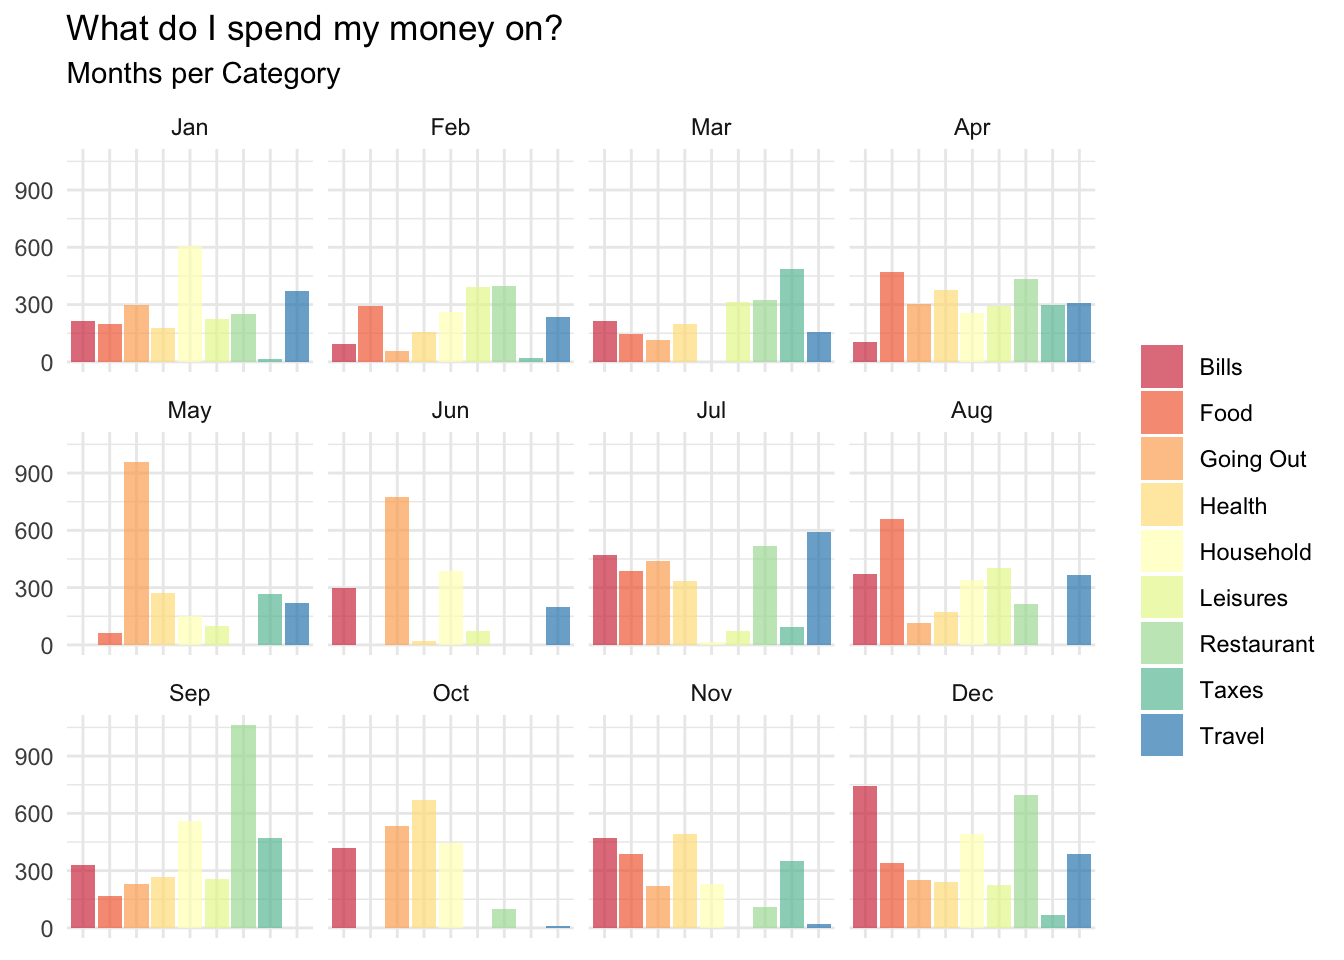 What do I spend my money on?
Months per Category
Jan Feb Mar Apr
900
600
300
0
May Jun Jul Aug
900
600
300
0
Sep Oct Nov Dec
900
600
300
0
Bills
Food
Going Out
Health
Household
Leisures
Restaurant
Taxes
Travel